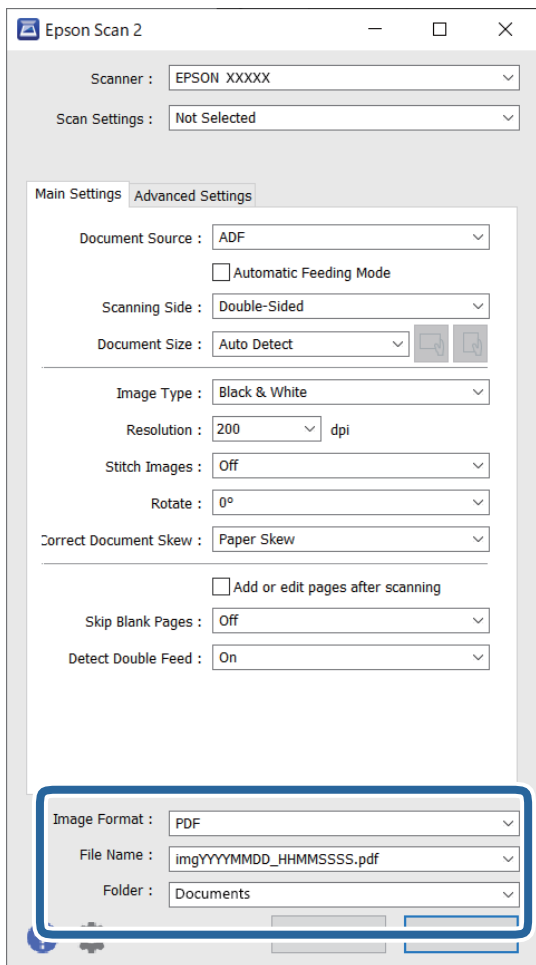 Epson Scan 2
Scanner : EPSON XXXXX
Scan Settings : Not Selected
Main Settings Advanced Settings
Document Source : ADF
Automatic Feeding Mode
Scanning Side : Double-Sided
Document Size : Auto Detect
Image Type : Black & White
Resolution : 200 dpi
Stitch Images : Off
Rotate : 0°
Correct Document Skew : Paper Skew
Add or edit pages after scanning
Skip Blank Pages : Off
Detect Double Feed : On
Image Format : PDF
File Name : imgYYYYMMDD_HHMMSSSS.pdf
Folder : Documents